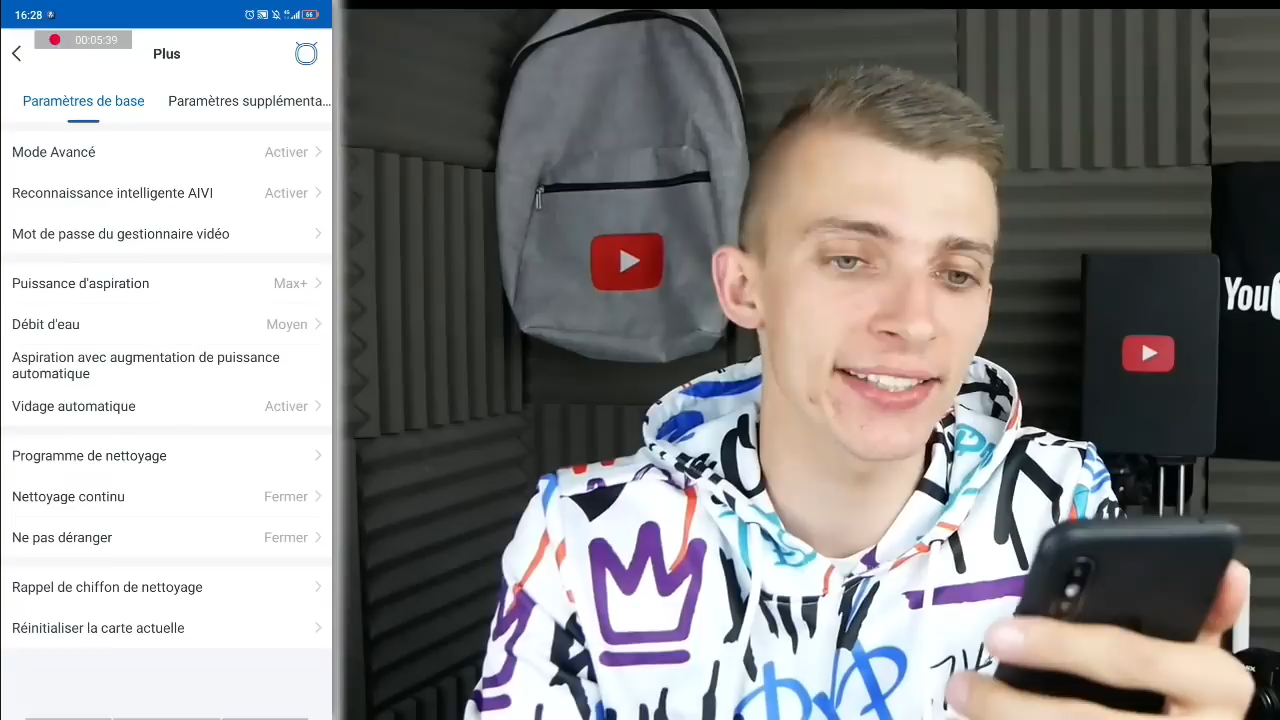 16:28
66
00:05:39
Plus
Paramètres de base
Paramètres supplémenta...
Mode Avancé
Activer
Reconnaissance intelligente AIVI
Activer
Mot de passe du gestionnaire vidéo
Puissance d'aspiration
Max+
Débit d'eau
Moyen
Aspiration avec augmentation de puissance
automatique
Vidage automatique
Activer
Programme de nettoyage
Nettoyage continu
Fermer
Ne pas déranger
Fermer
Rappel de chiffon de nettoyage
Réinitialiser la carte actuelle